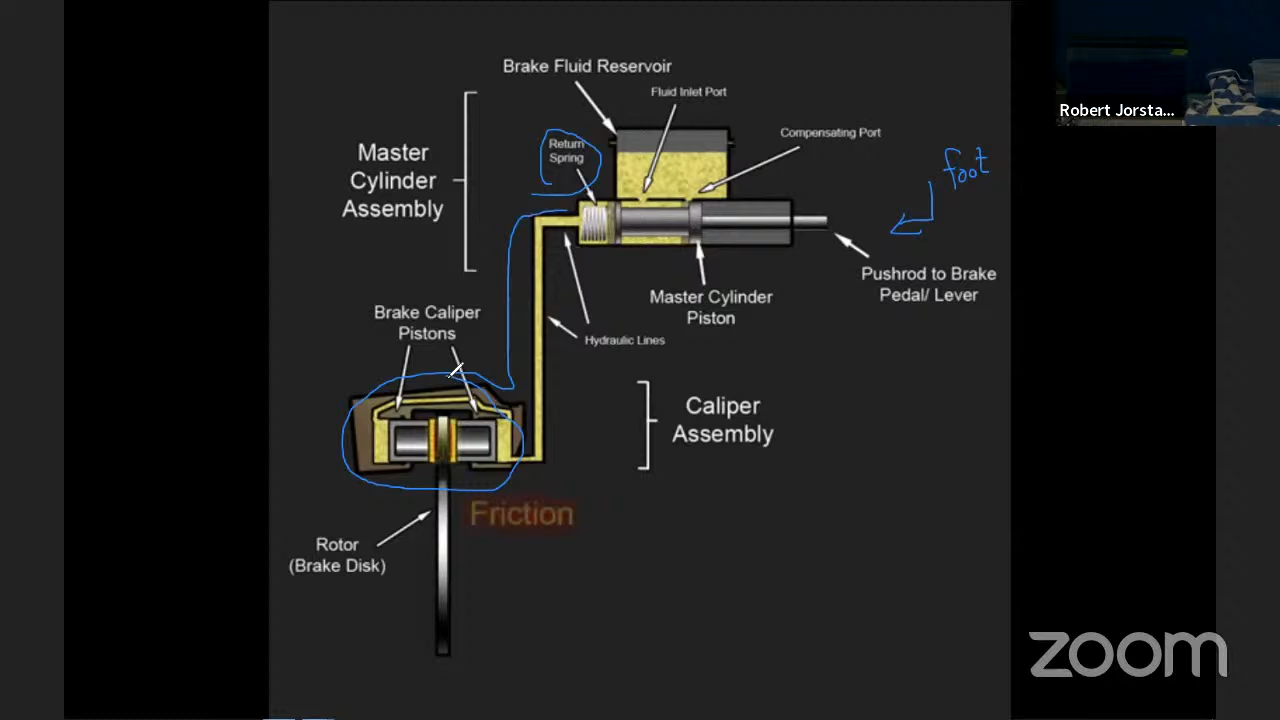 Brake Fluid Reservoir
Fluid Inlet Port
Robert Jorsta...
Compensating Port
Return
Spring
Master
Cylinder
Assembly
foot
Pushrod to Brake
Pedal/ Lever
Master Cylinder
Piston
Brake Caliper
Pistons
Hydraulic Lines
Caliper
Assembly
Friction
Rotor
(Brake Disk)
zoom